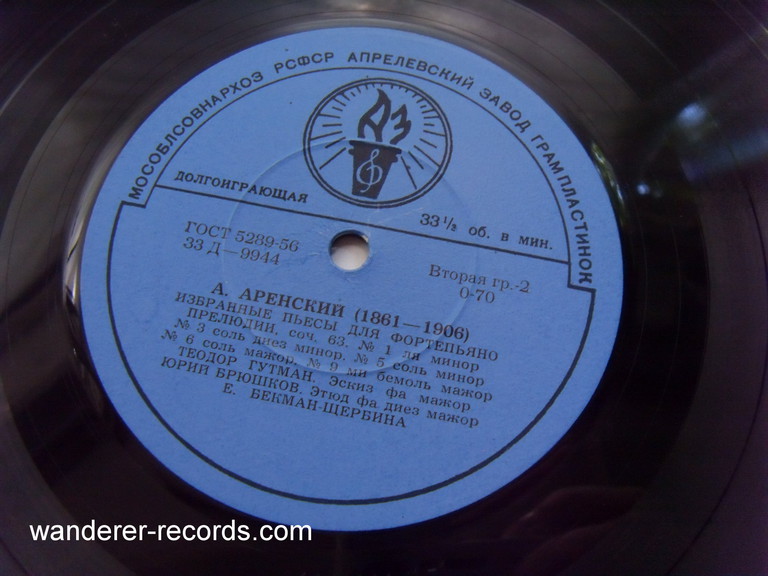 МОСОБЛСОВНАРХОЗ РСФСР АПРЕЛЕВСКИЙ ЗАВОД ГРАМПЛАСТИНОК
АЗ
ДОЛГОИГРАЮЩАЯ
33 1/2 об. в мин.
ГОСТ 5289-56
33 Д—9944
Вторая гр.-2
0-70
А. АРЕНСКИЙ (1861—1906)
ИЗБРАННЫЕ ПЬЕСЫ ДЛЯ ФОРТЕПЬЯНО
ПРЕЛЮДИИ, соч. 63. № 1 ля минор
№ 3 соль диез минор. № 5 соль минор
№ 6 соль мажор. № 9 ми бемоль мажор
ТЕОДОР ГУТМАН. Эскиз фа мажор
ЮРИЙ БРЮШКОВ. Этюд фа диез мажор
Е. БЕКМАН-ЩЕРБИНА
wanderer-records.com